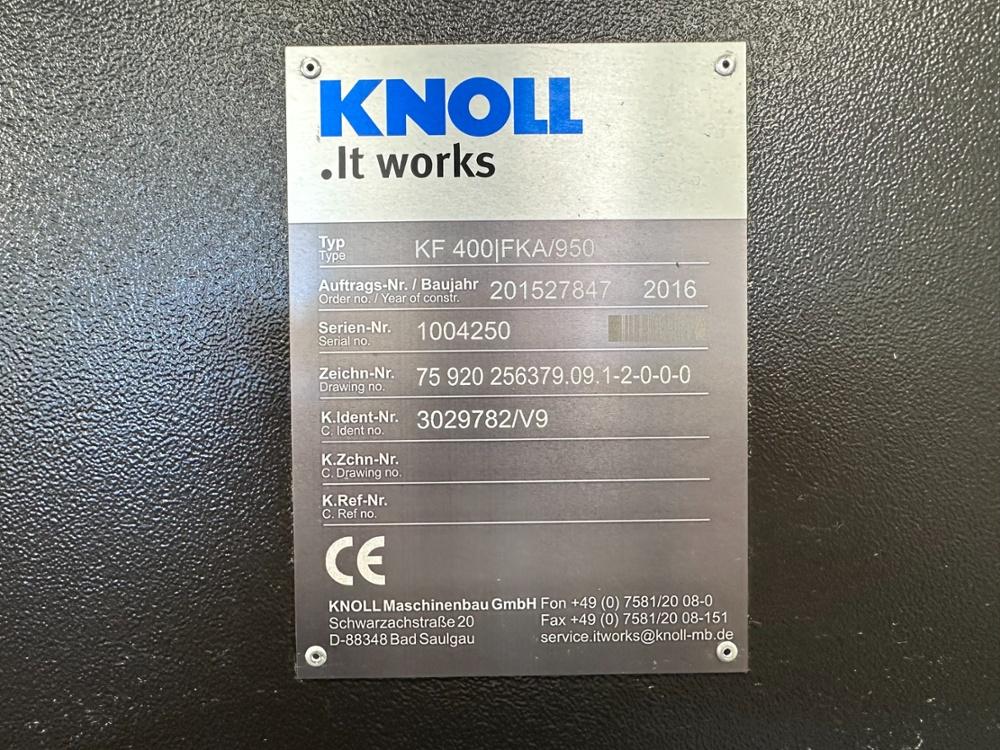 KNOLL
.It works
Typ
Type
KF 400|FKA/950
Auftrags-Nr. / Baujahr
Order no. / Year of constr.
201527847 2016
Serien-Nr.
Serial no.
1004250
Zeichn-Nr.
Drawing no.
75 920 256379.09.1-2-0-0-0
K.Ident-Nr.
C. Ident no.
3029782/V9
K.Zchn-Nr.
C. Drawing no.
K.Ref-Nr.
C. Ref no.
CE
KNOLL Maschinenbau GmbH Fon +49 (0) 7581/20 08-0
Schwarzachstraße 20 Fax +49 (0) 7581/20 08-151
D-88348 Bad Saulgau service.itworks@knoll-mb.de